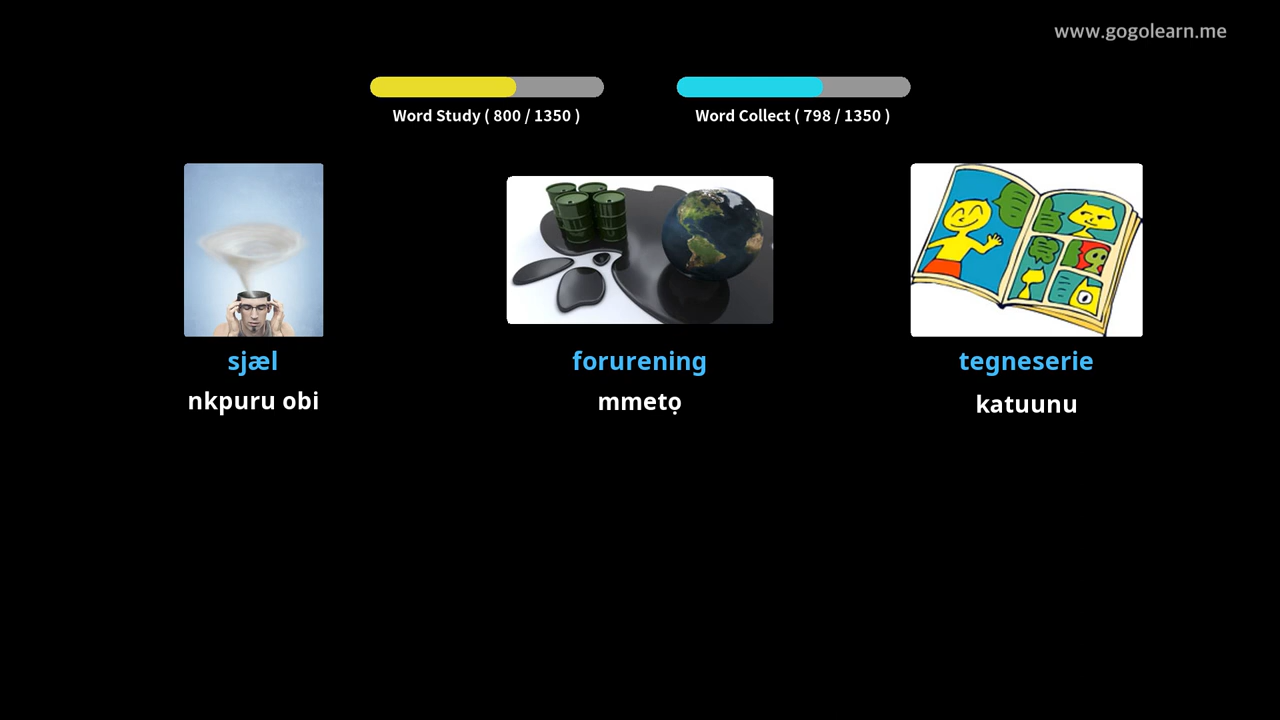 www.gogolearn.me
Word Study ( 800 / 1350 )
Word Collect ( 798 / 1350 )
sjæl
forurening
tegneserie
nkpuru obi
mmetọ
katuunu